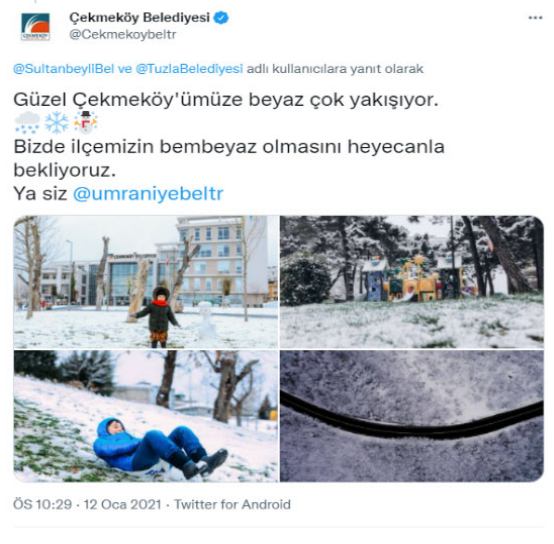 Çekmeköy Belediyesi
@Cekmekoybeltr
@SultanbeyliBel ve @TuzlaBelediyesi adlı kullanıcılara yanıt olarak
Güzel Çekmeköy'ümüze beyaz çok yakışıyor.
🌨❄☃
Bizde ilçemizin bembeyaz olmasını heyecanla
bekliyoruz.
Ya siz @umraniyebeltr
ÖS 10:29 · 12 Oca 2021 · Twitter for Android